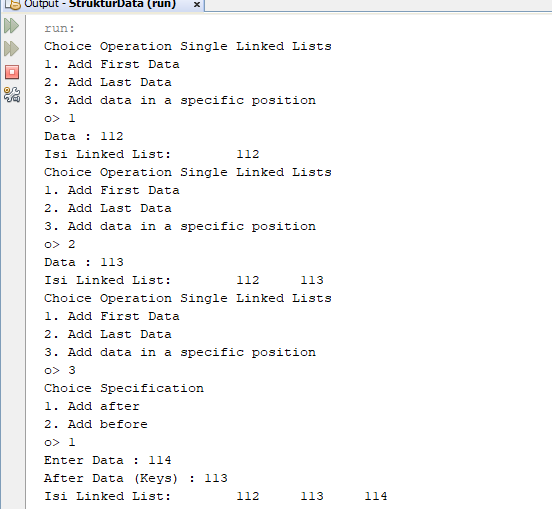 Output - StrukturData (run) ×
run:
Choice Operation Single Linked Lists
1. Add First Data
2. Add Last Data
3. Add data in a specific position
o> 1
Data : 112
Isi Linked List: 112
Choice Operation Single Linked Lists
1. Add First Data
2. Add Last Data
3. Add data in a specific position
o> 2
Data : 113
Isi Linked List: 112 113
Choice Operation Single Linked Lists
1. Add First Data
2. Add Last Data
3. Add data in a specific position
o> 3
Choice Specification
1. Add after
2. Add before
o> 1
Enter Data : 114
After Data (Keys) : 113
Isi Linked List: 112 113 114